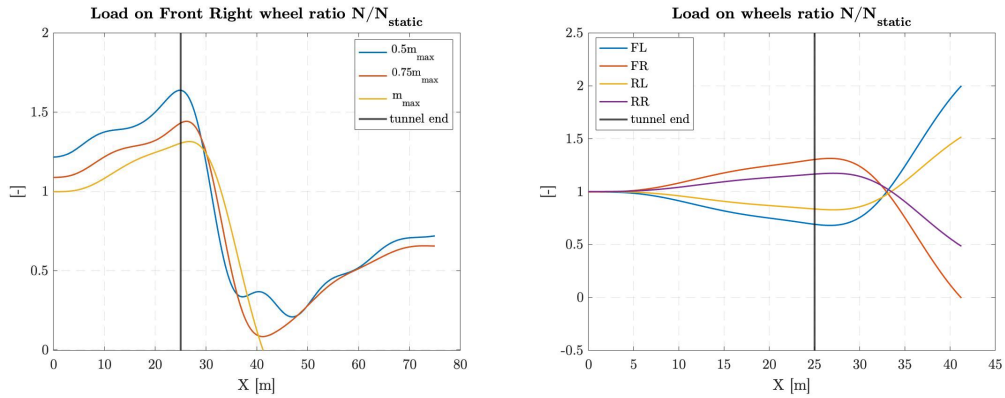 Load on Front Right wheel ratio N/N_static
2
1.5
1
0.5
0
[-]
0 10 20 30 40 50 60 70 80
X [m]
0.5m_max
0.75m_max
m_max
tunnel end
Load on wheels ratio N/N_static
2.5
2
1.5
1
0.5
0
-0.5
[-]
0 5 10 15 20 25 30 35 40 45
X [m]
FL
FR
RL
RR
tunnel end